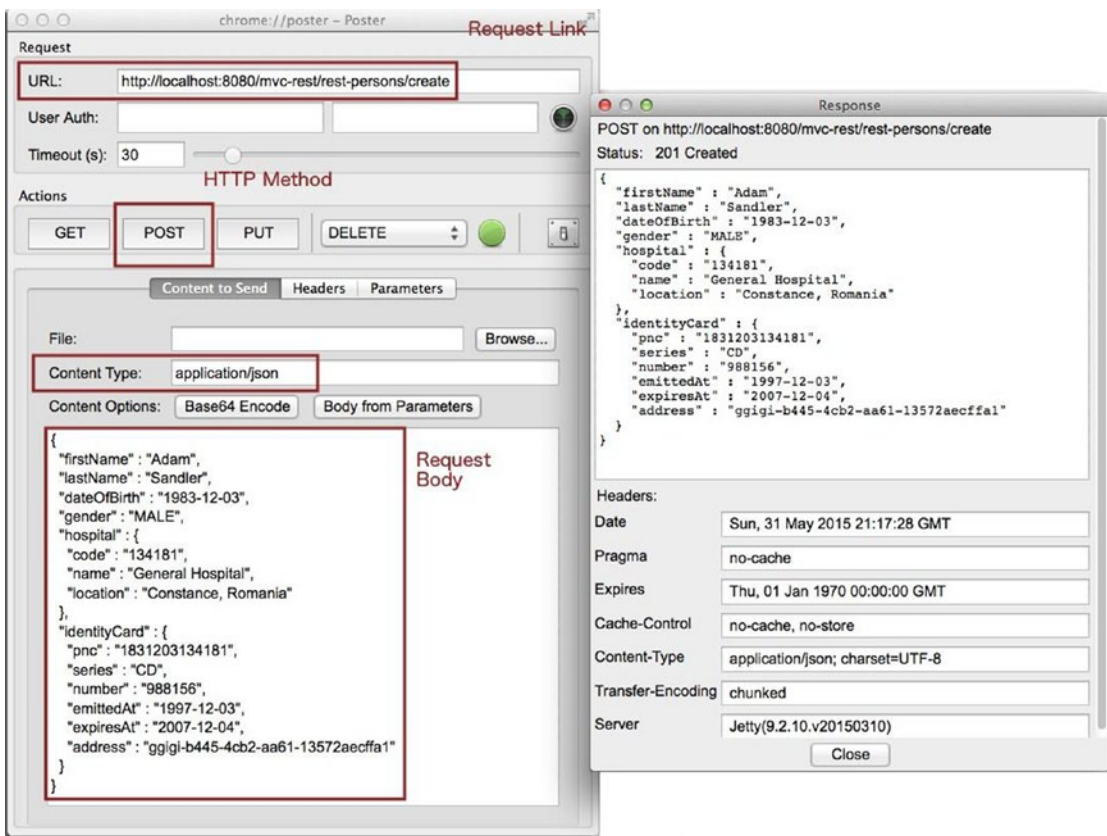 chrome://poster – Poster
Request Link
Request
URL: http://localhost:8080/mvc-rest/rest-persons/create
User Auth:
Timeout (s): 30
HTTP Method
Actions
GET POST PUT DELETE
Content to Send Headers Parameters
File: Browse...
Content Type: application/json
Content Options: Base64 Encode Body from Parameters
Request
Body
{
"firstName" : "Adam",
"lastName" : "Sandler",
"dateOfBirth" : "1983-12-03",
"gender" : "MALE",
"hospital" : {
"code" : "134181",
"name" : "General Hospital",
"location" : "Constance, Romania"
},
"identityCard" : {
"pnc" : "1831203134181",
"series" : "CD",
"number" : "988156",
"emittedAt" : "1997-12-03",
"expiresAt" : "2007-12-04",
"address" : "ggigi-b445-4cb2-aa61-13572aecffa1"
}
}
Response
POST on http://localhost:8080/mvc-rest/rest-persons/create
Status: 201 Created
{
"firstName" : "Adam",
"lastName" : "Sandler",
"dateOfBirth" : "1983-12-03",
"gender" : "MALE",
"hospital" : {
"code" : "134181",
"name" : "General Hospital",
"location" : "Constance, Romania"
},
"identityCard" : {
"pnc" : "1831203134181",
"series" : "CD",
"number" : "988156",
"emittedAt" : "1997-12-03",
"expiresAt" : "2007-12-04",
"address" : "ggigi-b445-4cb2-aa61-13572aecffa1"
}
}
Headers:
Date Sun, 31 May 2015 21:17:28 GMT
Pragma no-cache
Expires Thu, 01 Jan 1970 00:00:00 GMT
Cache-Control no-cache, no-store
Content-Type application/json; charset=UTF-8
Transfer-Encoding chunked
Server Jetty(9.2.10.v20150310)
Close